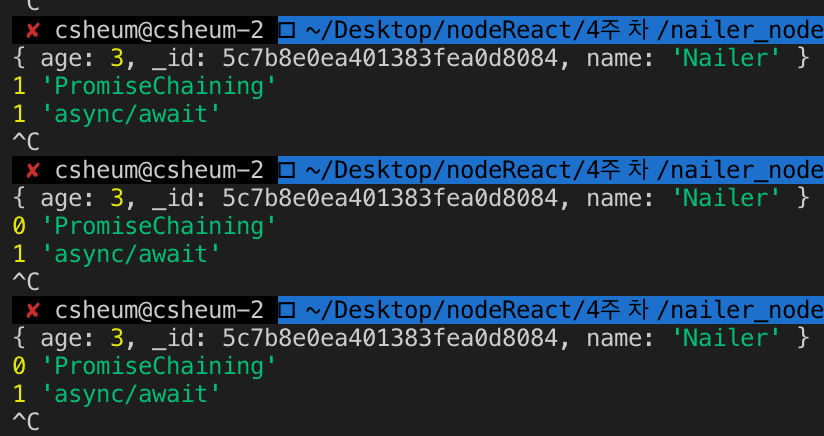 ^C
✘ csheum@csheum-2 □ ~/Desktop/nodeReact/4주 차 /nailer_node
{ age: 3, _id: 5c7b8e0ea401383fea0d8084, name: 'Nailer' }
1 'PromiseChaining'
1 'async/await'
^C
✘ csheum@csheum-2 □ ~/Desktop/nodeReact/4주 차 /nailer_node
{ age: 3, _id: 5c7b8e0ea401383fea0d8084, name: 'Nailer' }
0 'PromiseChaining'
1 'async/await'
^C
✘ csheum@csheum-2 □ ~/Desktop/nodeReact/4주 차 /nailer_node
{ age: 3, _id: 5c7b8e0ea401383fea0d8084, name: 'Nailer' }
0 'PromiseChaining'
1 'async/await'
^C